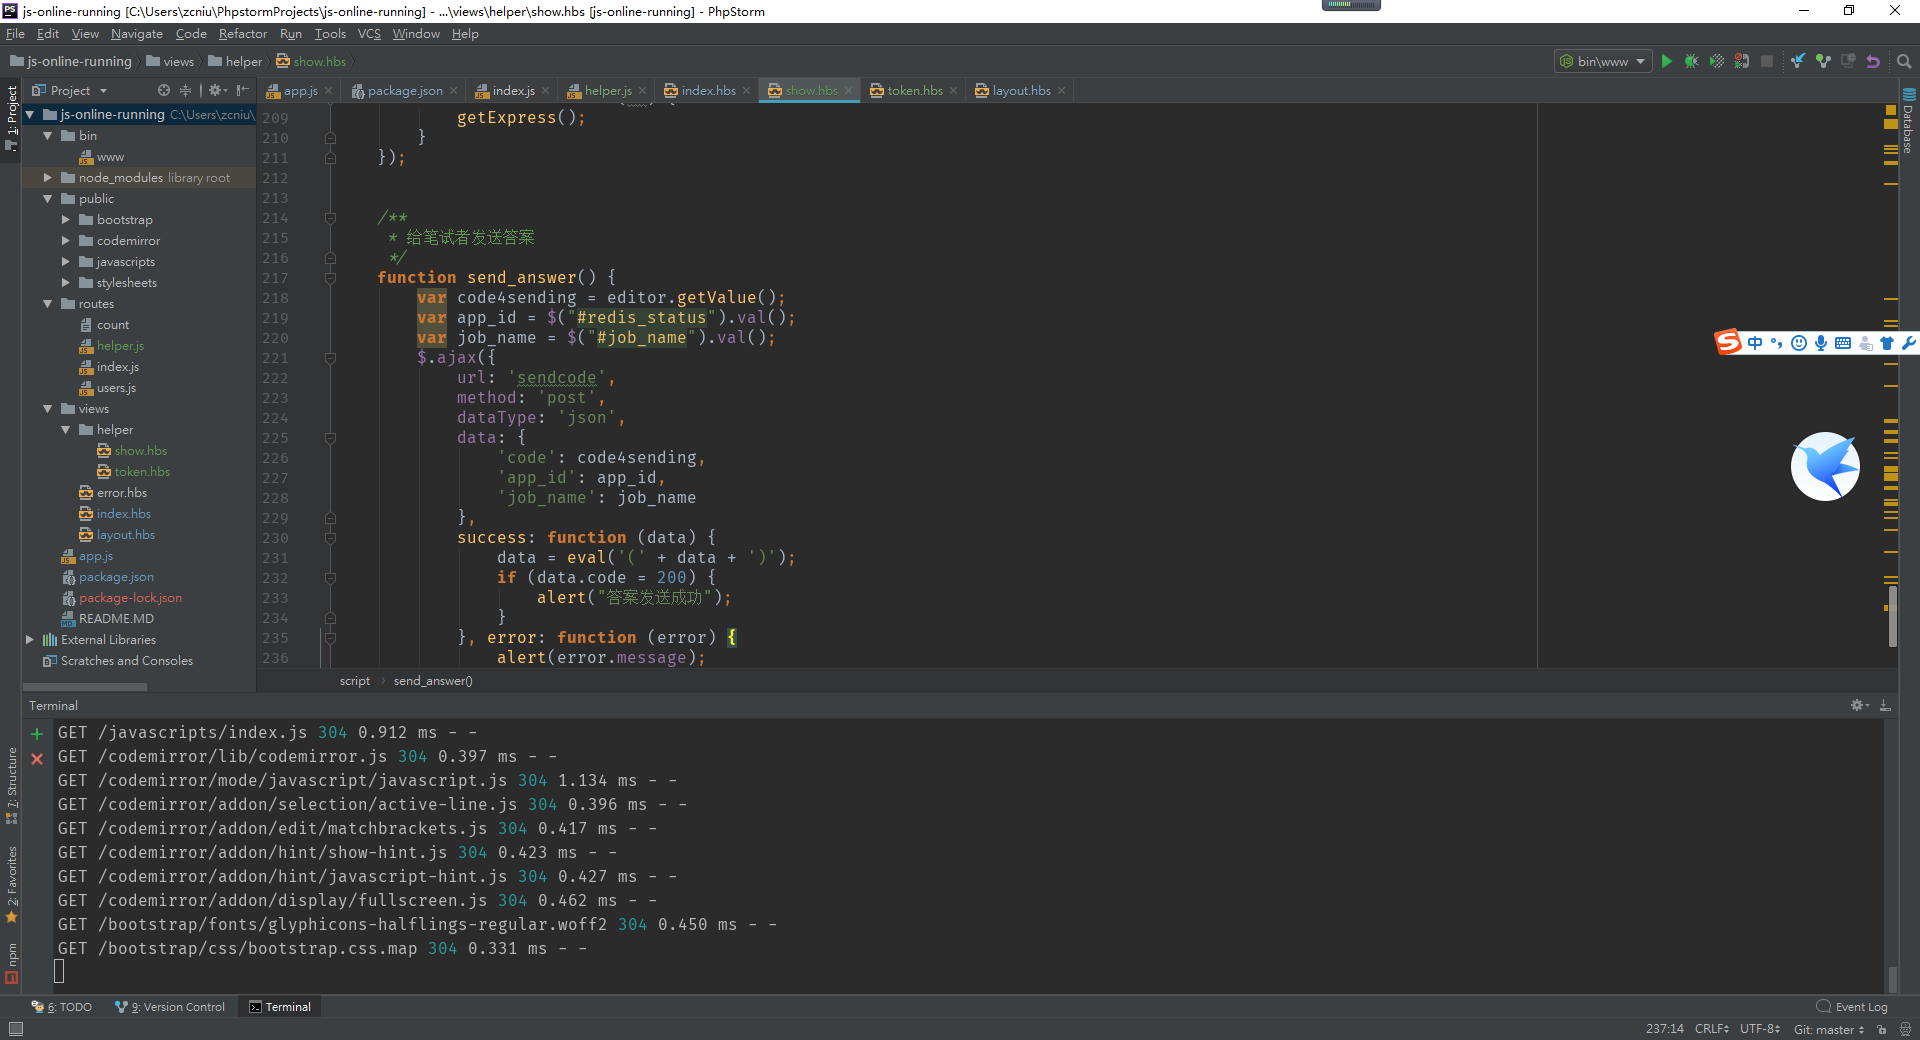 js-online-running [C:\Users\zcniu\PhpstormProjects\js-online-running] - ...\views\helper\show.hbs [js-online-running] - PhpStorm
File Edit View Navigate Code Refactor Run Tools VCS Window Help
js-online-running views helper show.hbs bin\www
Project app.js package.json index.js helper.js index.hbs show.hbs token.hbs layout.hbs
1: Project
7: Structure
2: Favorites
npm
Database
js-online-running C:\Users\zcniu\
bin
www
node_modules library root
public
bootstrap
codemirror
javascripts
stylesheets
routes
count
helper.js
index.js
users.js
views
helper
show.hbs
token.hbs
error.hbs
index.hbs
layout.hbs
app.js
package.json
package-lock.json
README.MD
External Libraries
Scratches and Consoles
209 getExpress();
210 }
211 });
212
213
214 /**
215 * 给笔试者发送答案
216 */
217 function send_answer() {
218 var code4sending = editor.getValue();
219 var app_id = $("#redis_status").val();
220 var job_name = $("#job_name").val();
221 $.ajax({
222 url: 'sendcode',
223 method: 'post',
224 dataType: 'json',
225 data: {
226 'code': code4sending,
227 'app_id': app_id,
228 'job_name': job_name
229 },
230 success: function (data) {
231 data = eval('(' + data + ')');
232 if (data.code = 200) {
233 alert("答案发送成功");
234 }
235 }, error: function (error) {
236 alert(error.message);
script send_answer()
中
Terminal
GET /javascripts/index.js 304 0.912 ms - -
GET /codemirror/lib/codemirror.js 304 0.397 ms - -
GET /codemirror/mode/javascript/javascript.js 304 1.134 ms - -
GET /codemirror/addon/selection/active-line.js 304 0.396 ms - -
GET /codemirror/addon/edit/matchbrackets.js 304 0.417 ms - -
GET /codemirror/addon/hint/show-hint.js 304 0.423 ms - -
GET /codemirror/addon/hint/javascript-hint.js 304 0.427 ms - -
GET /codemirror/addon/display/fullscreen.js 304 0.462 ms - -
GET /bootstrap/fonts/glyphicons-halflings-regular.woff2 304 0.450 ms - -
GET /bootstrap/css/bootstrap.css.map 304 0.331 ms - -
6: TODO 9: Version Control Terminal Event Log
237:14 CRLF UTF-8 Git: master